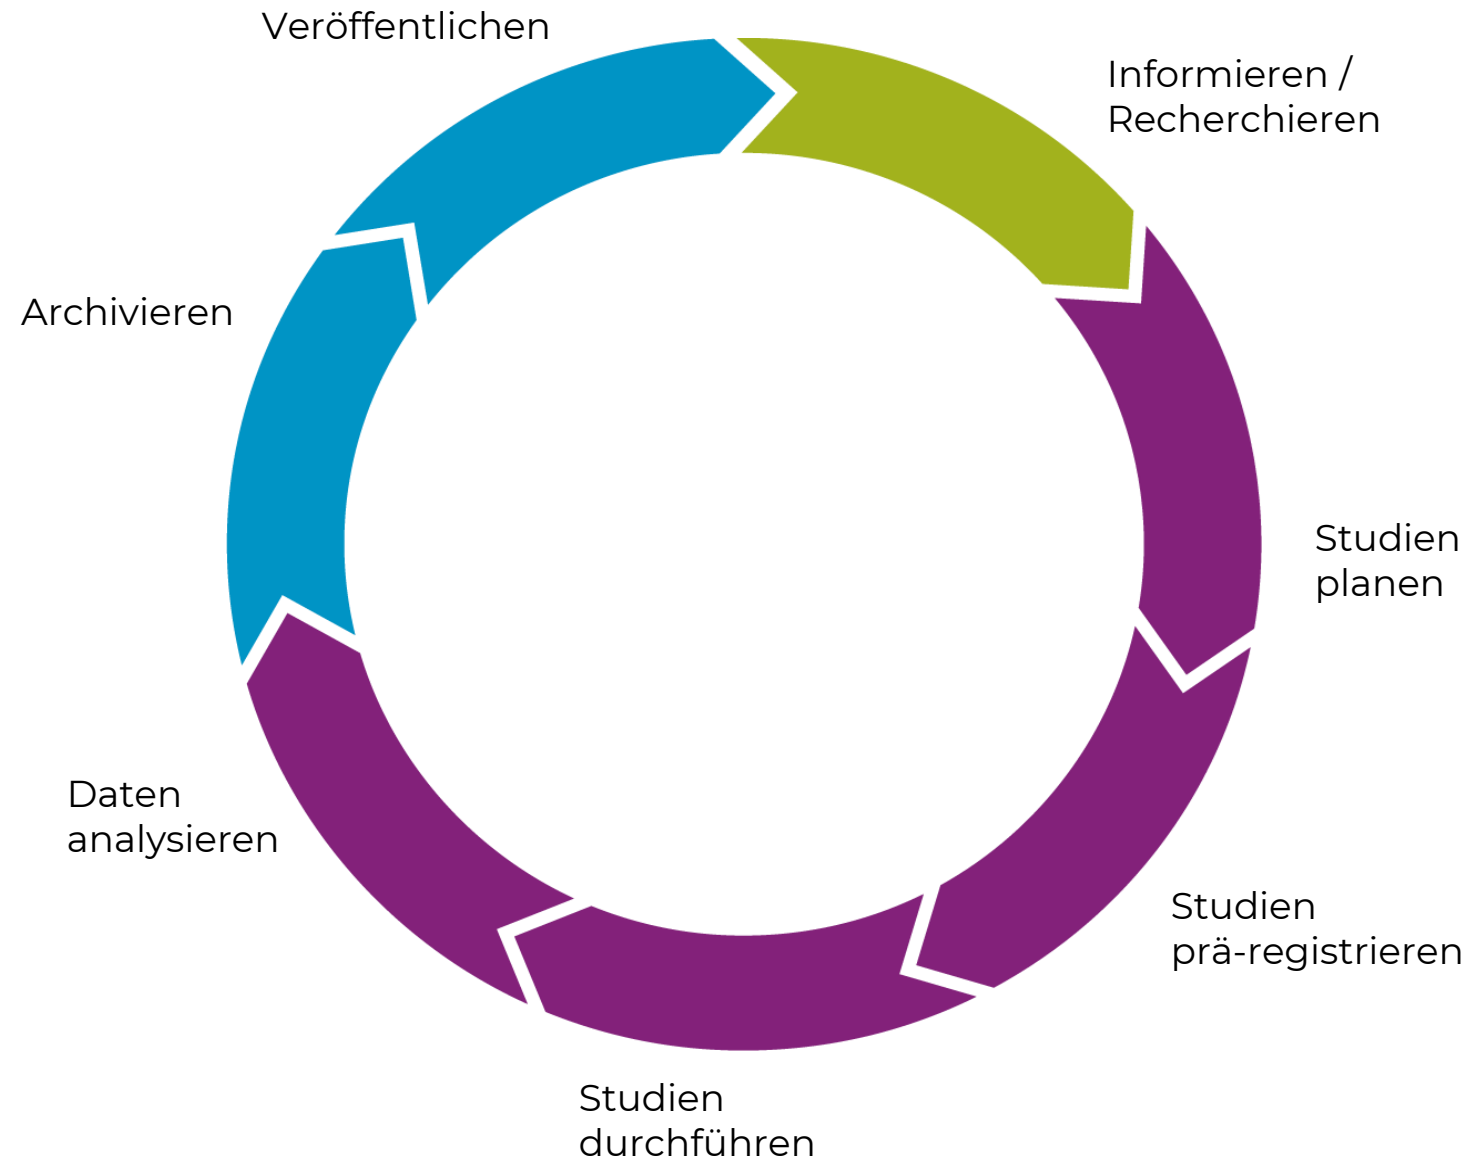 Veröffentlichen
Informieren /
Recherchieren
Archivieren
Studien
planen
Daten
analysieren
Studien
prä-registrieren
Studien
durchführen